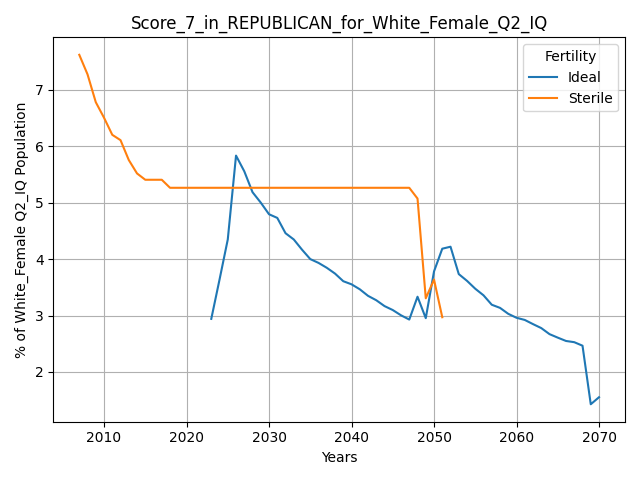 Score_7_in_REPUBLICAN_for_White_Female_Q2_IQ
% of White_Female Q2_IQ Population
7
6
5
4
3
2
Fertility
Ideal
Sterile
2010 2020 2030 2040 2050 2060 2070
Years